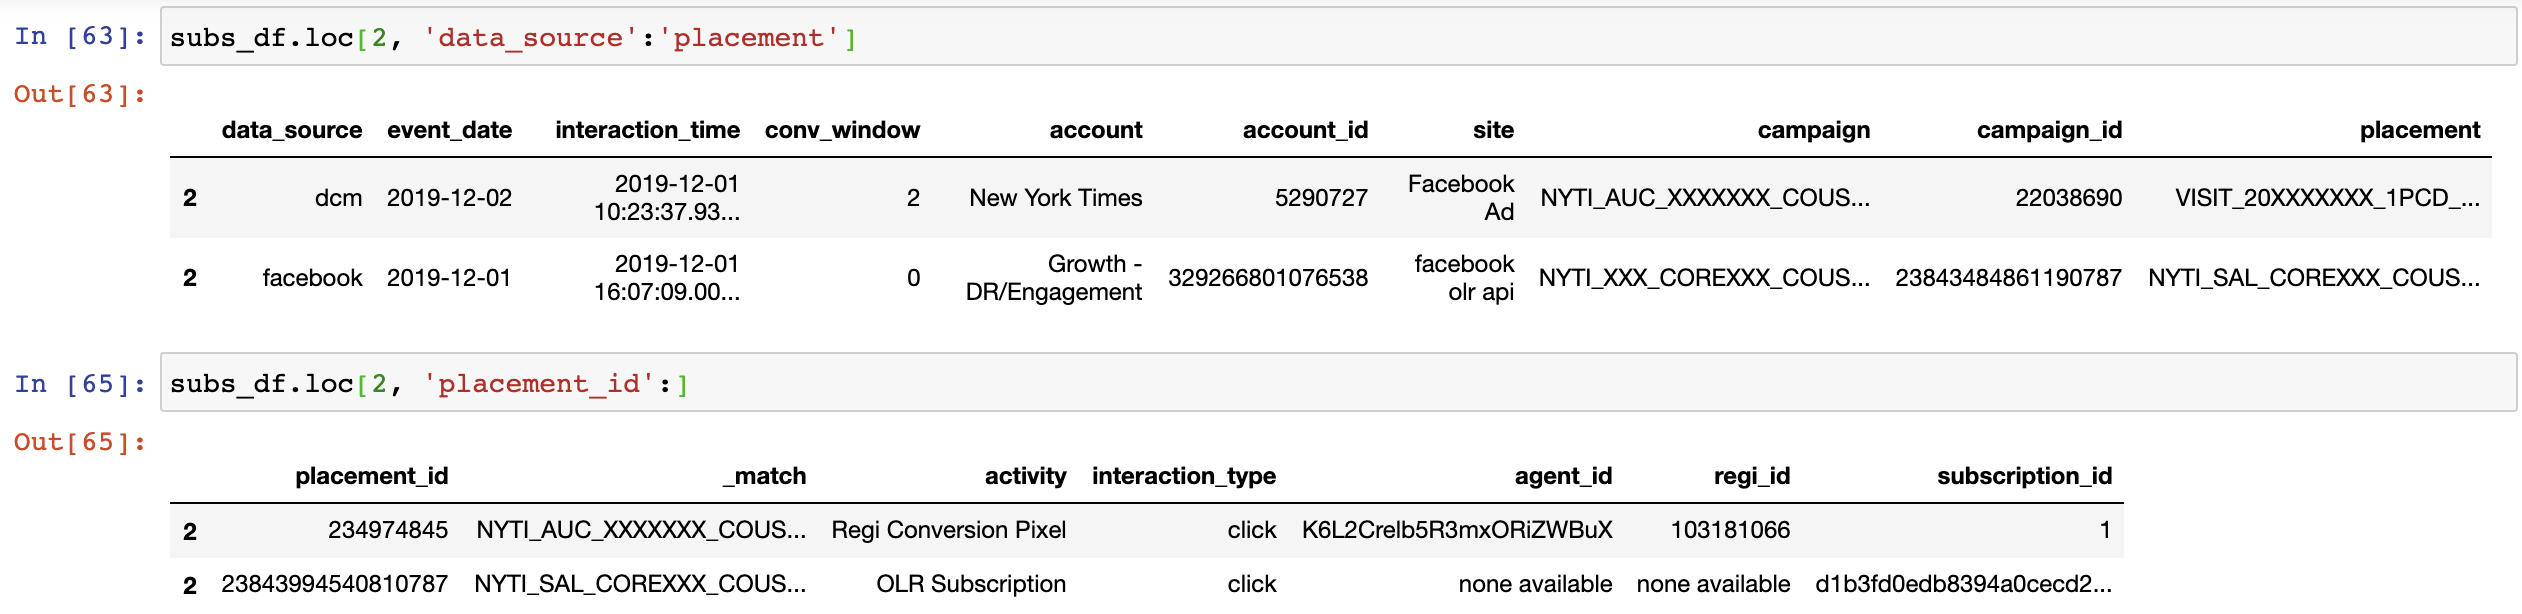 In [63]: subs_df.loc[2, 'data_source':'placement']
Out[63]:
data_source event_date interaction_time conv_window account account_id site campaign campaign_id placement
2 dcm 2019-12-02 2019-12-01 10:23:37.93... 2 New York Times 5290727 Facebook Ad NYTI_AUC_XXXXXXX_COUS... 22038690 VISIT_20XXXXXXX_1PCD_...
2 facebook 2019-12-01 2019-12-01 16:07:09.00... 0 Growth - DR/Engagement 329266801076538 facebook olr api NYTI_XXX_COREXXX_COUS... 23843484861190787 NYTI_SAL_COREXXX_COUS...
In [65]: subs_df.loc[2, 'placement_id':]
Out[65]:
placement_id _match activity interaction_type agent_id regi_id subscription_id
2 234974845 NYTI_AUC_XXXXXXX_COUS... Regi Conversion Pixel click K6L2Crelb5R3mxORiZWBuX 103181066 1
2 23843994540810787 NYTI_SAL_COREXXX_COUS... OLR Subscription click none available none available d1b3fd0edb8394a0cecd2...